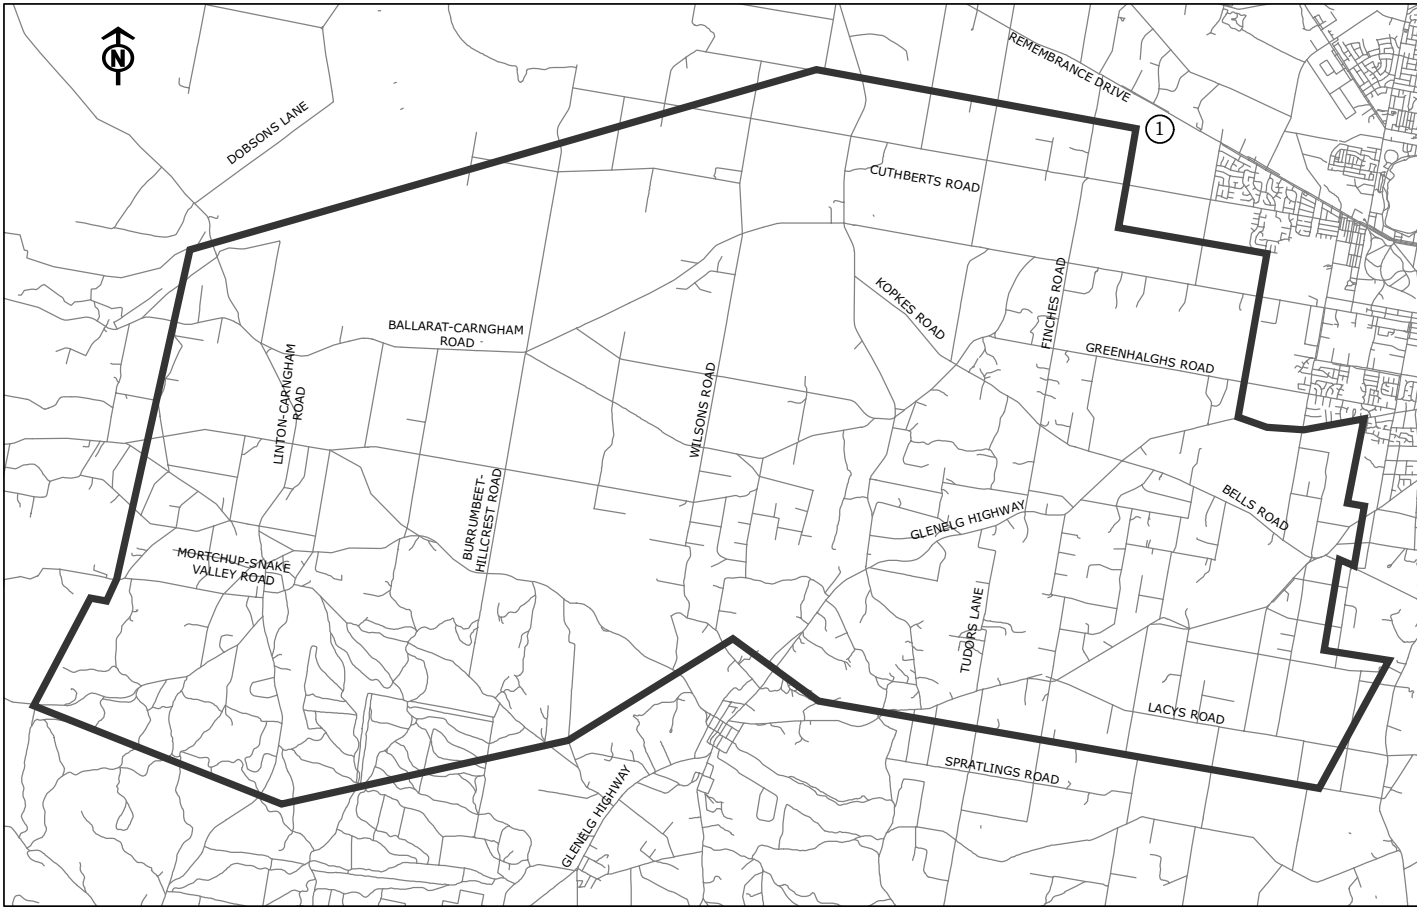 N
REMEMBRANCE DRIVE
1
DOBSONS LANE
CUTHBERTS ROAD
KOPKES ROAD
FINCHES ROAD
BALLARAT-CARNGHAM
ROAD
GREENHALGHS ROAD
LINTON-CARNGHAM
ROAD
WILSONS ROAD
BURRUMBEET-
HILLCREST ROAD
BELLS ROAD
GLENELG HIGHWAY
MORTCHUP-SNAKE
VALLEY ROAD
TUDORS LANE
LACYS ROAD
SPRATLINGS ROAD
GLENELG HIGHWAY